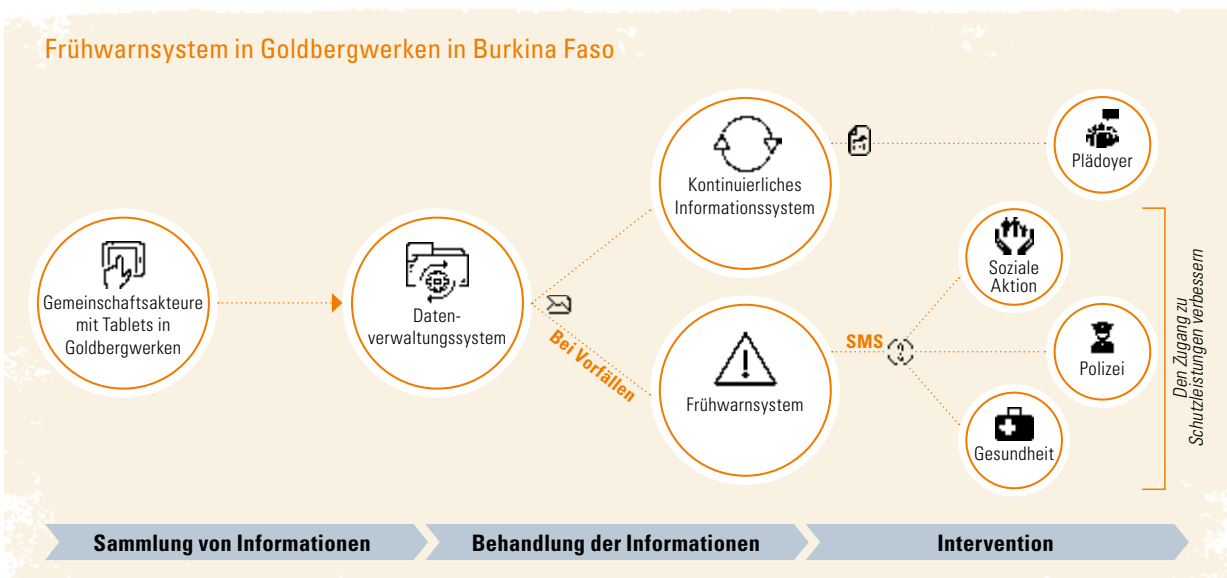 Frühwarnsystem in Goldbergwerken in Burkina Faso
Gemeinschaftsakteure
mit Tablets in
Goldbergwerken
Daten-
verwaltungssystem
Bei Vorfällen
Kontinuierliches
Informationssystem
Frühwarnsystem
SMS
Plädoyer
Soziale
Aktion
Polizei
Gesundheit
Den Zugang zu
Schutzleistungen verbessern
Sammlung von Informationen
Behandlung der Informationen
Intervention